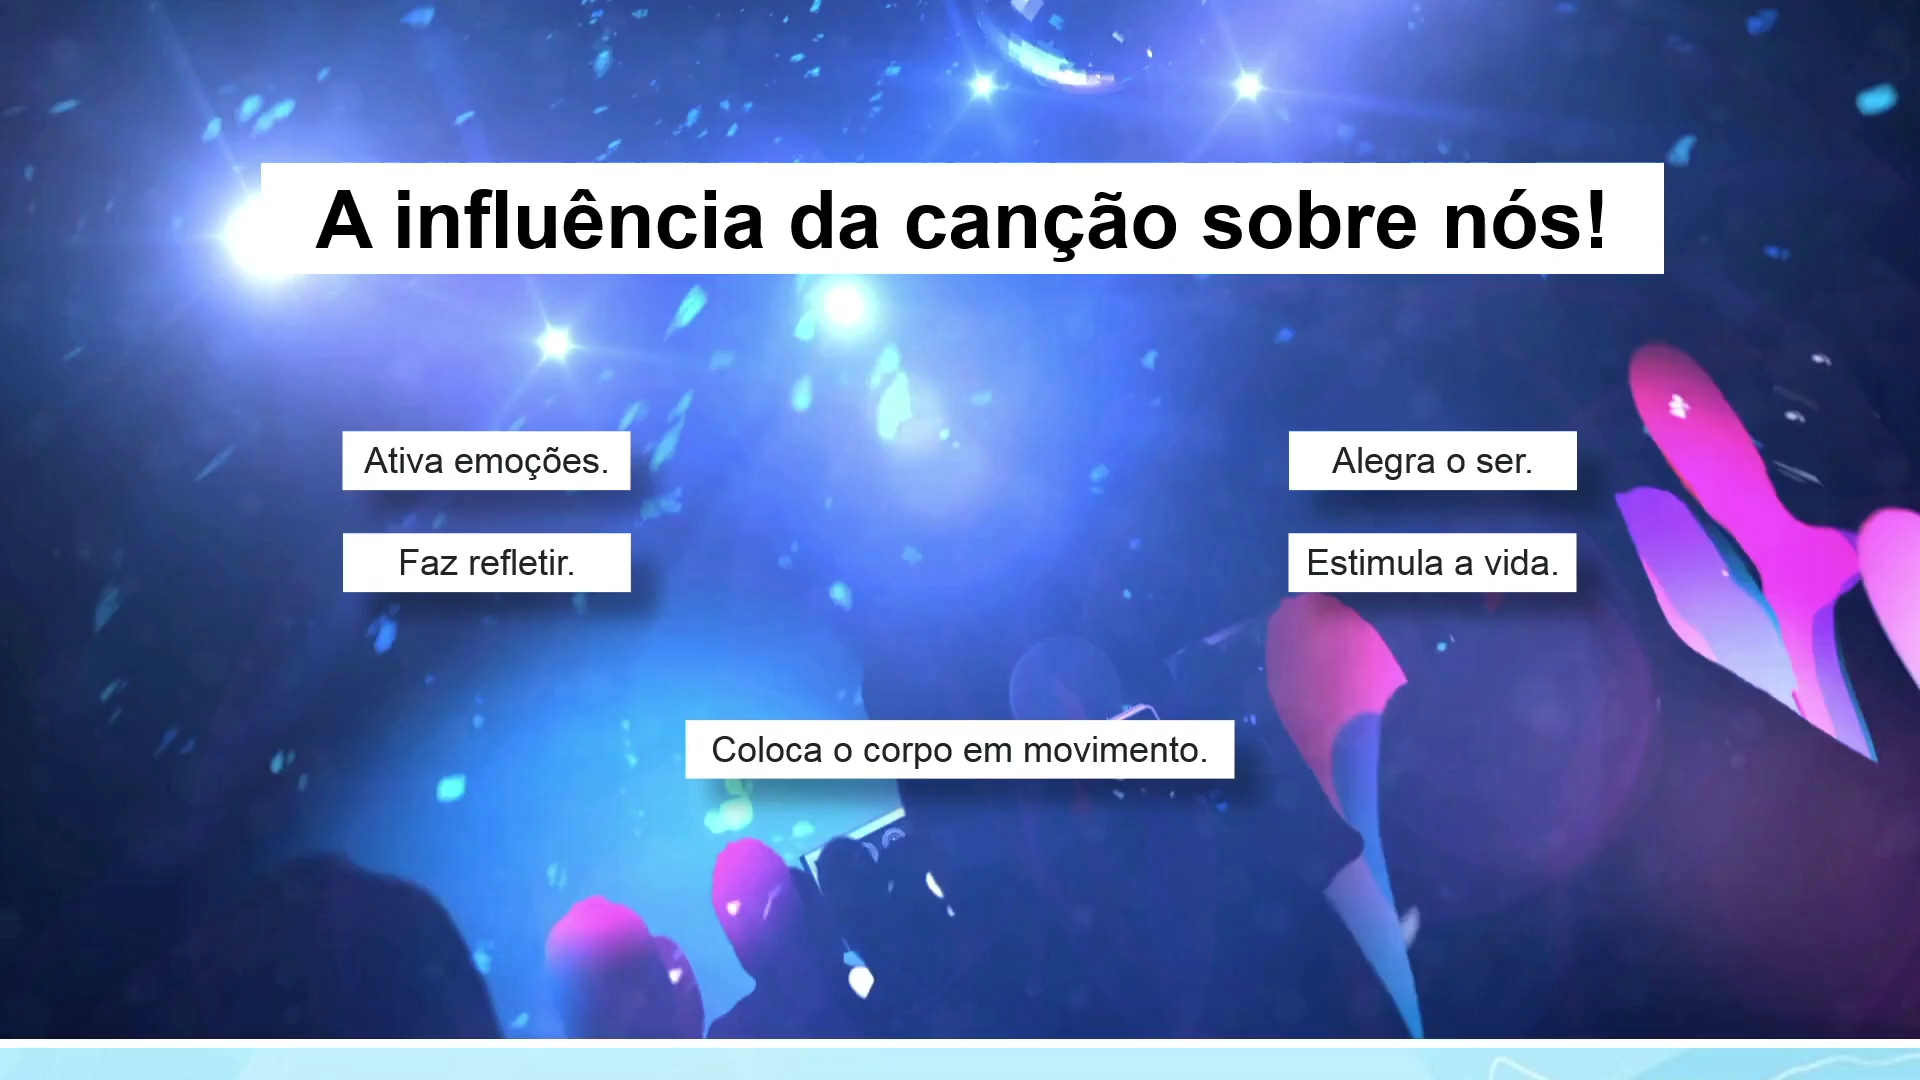 A influência da canção sobre nós!
Ativa emoções.
Alegra o ser.
Faz refletir.
Estimula a vida.
Coloca o corpo em movimento.